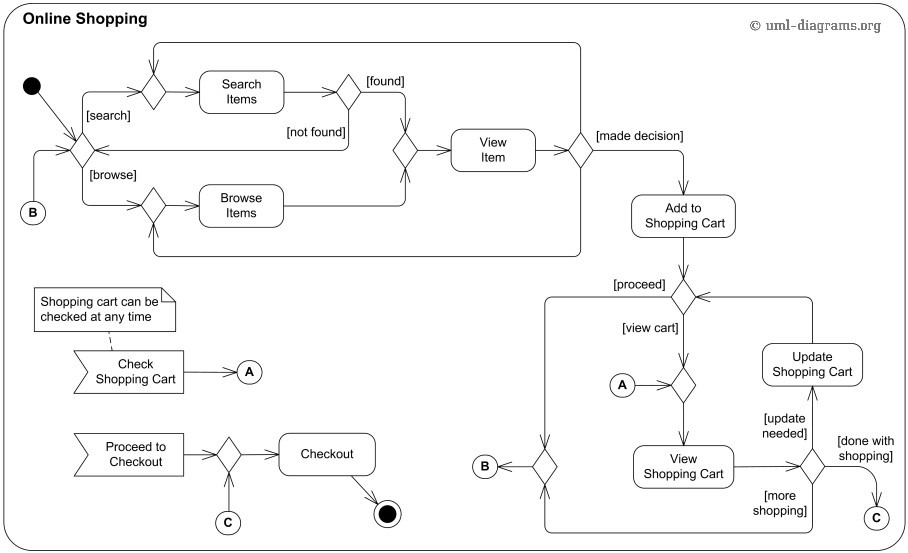 Online Shopping
© uml-diagrams.org
Search
Items
[found]
[search]
[not found]
[made decision]
View
Item
[browse]
B
Browse
Items
Add to
Shopping Cart
[proceed]
Shopping cart can be
checked at any time
[view cart]
Check
Shopping Cart
A
A
Update
Shopping Cart
[update
needed]
[done with
shopping]
Proceed to
Checkout
Checkout
B
View
Shopping Cart
[more
shopping]
C
C